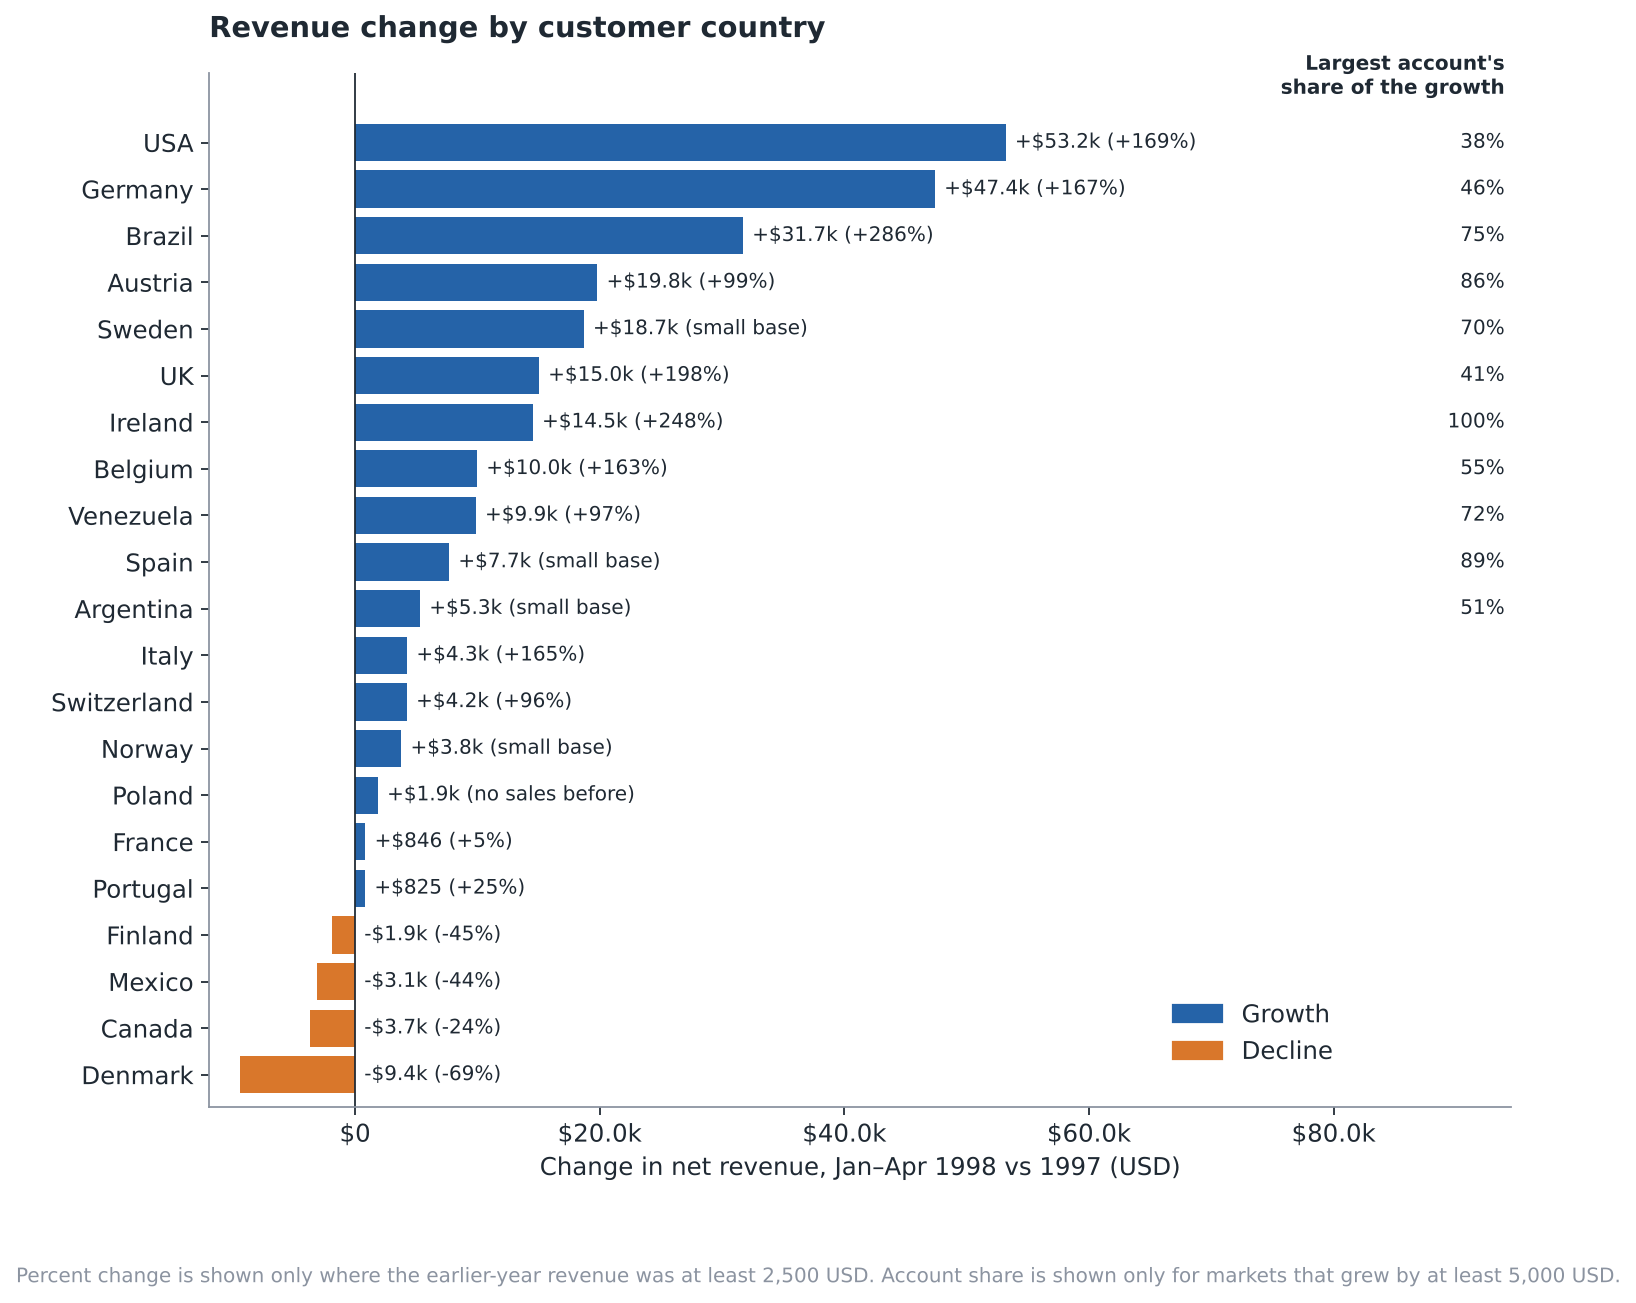 Revenue change by customer country
Largest account's
share of the growth
USA +$53.2k (+169%) 38%
Germany +$47.4k (+167%) 46%
Brazil +$31.7k (+286%) 75%
Austria +$19.8k (+99%) 86%
Sweden +$18.7k (small base) 70%
UK +$15.0k (+198%) 41%
Ireland +$14.5k (+248%) 100%
Belgium +$10.0k (+163%) 55%
Venezuela +$9.9k (+97%) 72%
Spain +$7.7k (small base) 89%
Argentina +$5.3k (small base) 51%
Italy +$4.3k (+165%)
Switzerland +$4.2k (+96%)
Norway +$3.8k (small base)
Poland +$1.9k (no sales before)
France +$846 (+5%)
Portugal +$825 (+25%)
Finland -$1.9k (-45%)
Mexico -$3.1k (-44%)
Canada -$3.7k (-24%)
Denmark -$9.4k (-69%)
Growth
Decline
$0 $20.0k $40.0k $60.0k $80.0k
Change in net revenue, Jan–Apr 1998 vs 1997 (USD)
Percent change is shown only where the earlier-year revenue was at least 2,500 USD. Account share is shown only for markets that grew by at least 5,000 USD.